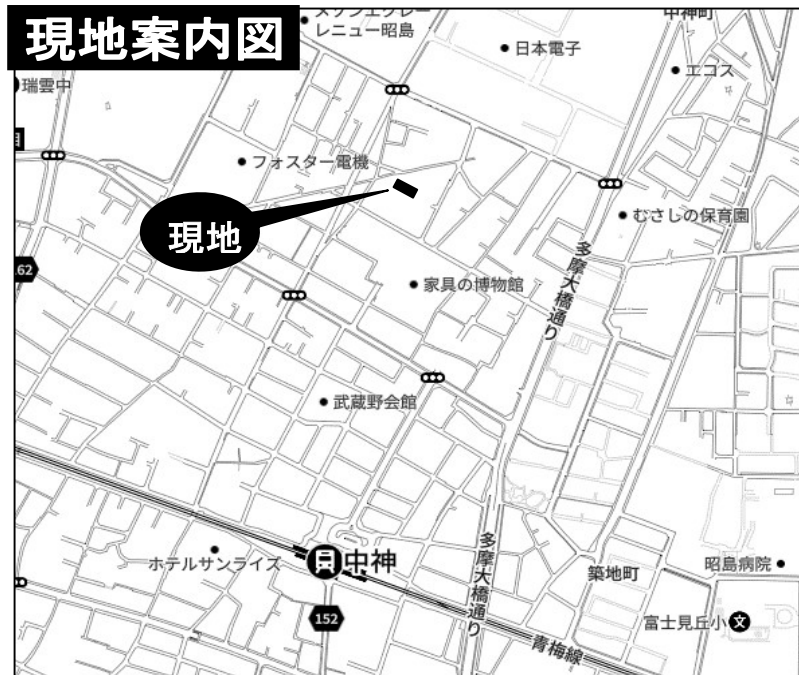 現地案内図
レニュー昭島
日本電子
中神町
エコス
瑞雲中
フォスター電機
現地
むさしの保育園
多摩大橋通り
162
家具の博物館
武蔵野会館
ホテルサンライズ
中神
152
多摩大橋通り
築地町
昭島病院
富士見丘小
文
青梅線